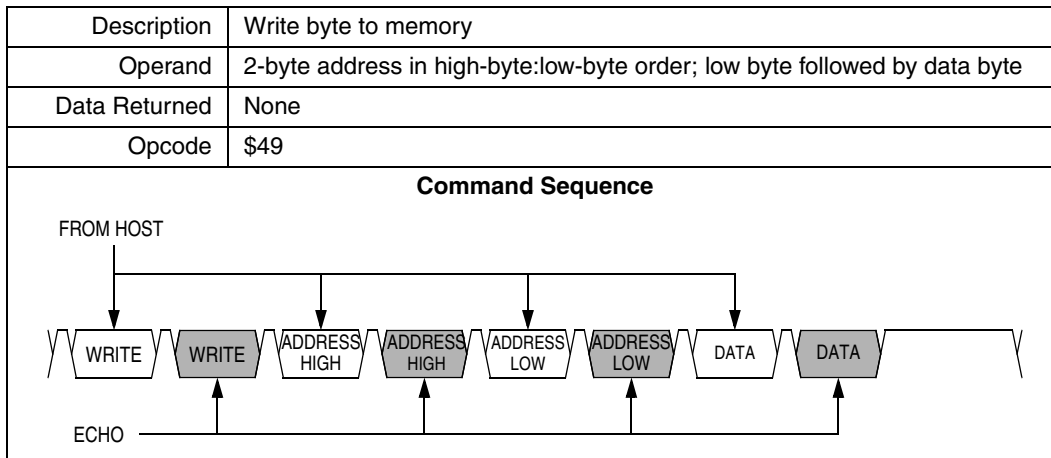 Description Write byte to memory
Operand 2-byte address in high-byte:low-byte order; low byte followed by data byte
Data Returned None
Opcode $49
Command Sequence
FROM HOST
WRITE WRITE ADDRESS HIGH ADDRESS HIGH ADDRESS LOW ADDRESS LOW DATA DATA
ECHO